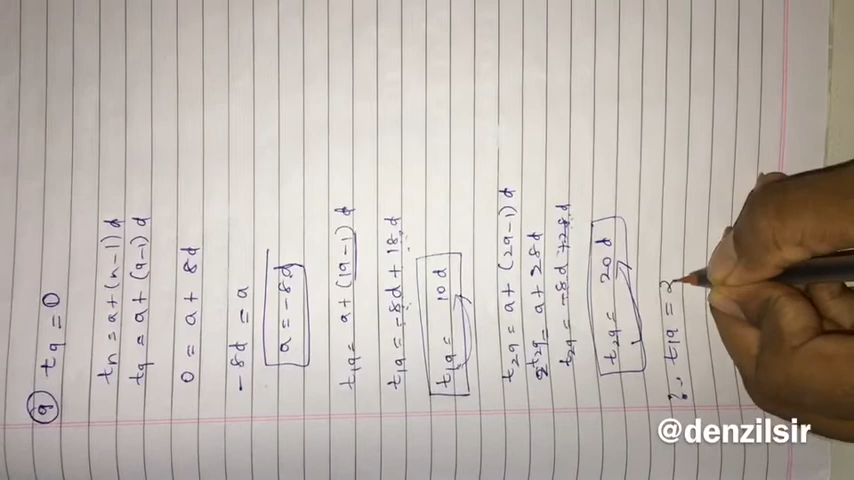 9 t9 = 0
tn = a + (n-1) d
t9 = a + (9-1) d
0 = a + 8d
-8d = a
a = -8d
t19 = a + (19-1) d
t19 = -8d + 18d
t19 = 10d
t29 = a + (29-1) d
t29 = a + 28d
t29 = -8d + 28d
t29 = 20d
t19 =
@denzilsir